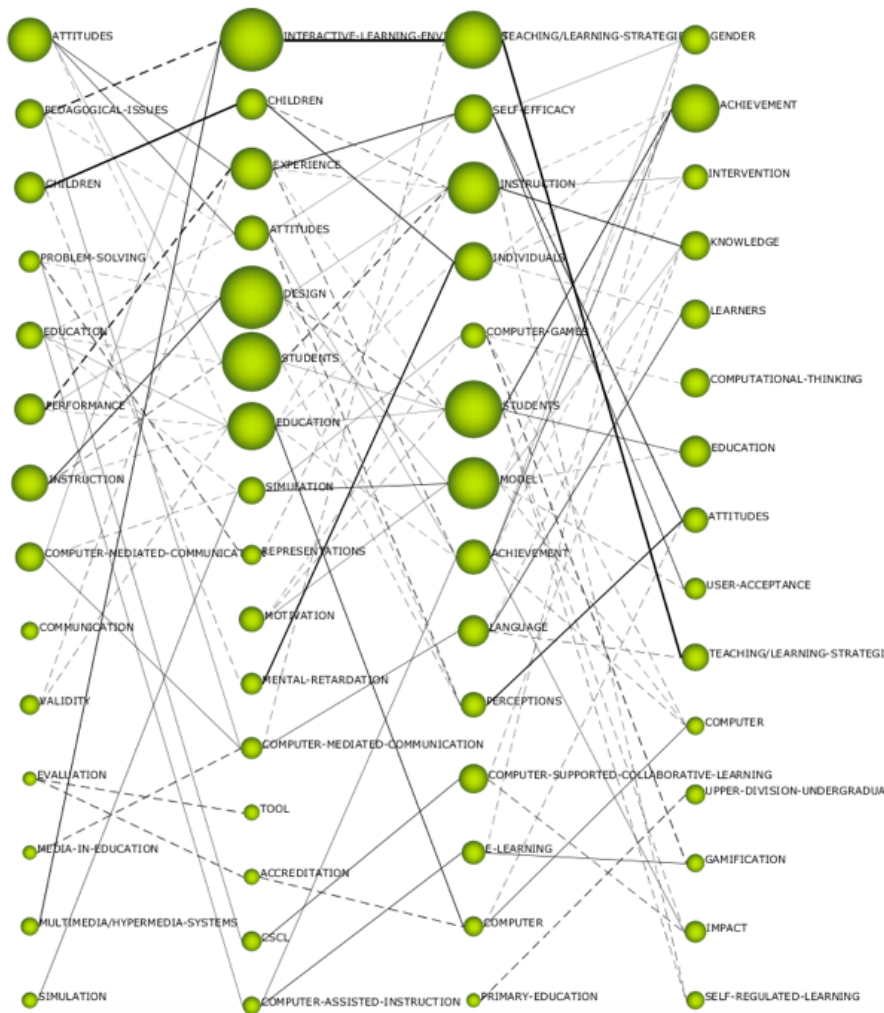 ATTITUDES
PEDAGOGICAL-ISSUES
CHILDREN
PROBLEM-SOLVING
EDUCATION
PERFORMANCE
INSTRUCTION
COMPUTER-MEDIATED-COMMUNICATION
COMMUNICATION
VALIDITY
EVALUATION
MEDIA-IN-EDUCATION
MULTIMEDIA/HYPERMEDIA-SYSTEMS
SIMULATION
INTERACTIVE-LEARNING-ENVI
CHILDREN
EXPERIENCE
ATTITUDES
DESIGN
STUDENTS
EDUCATION
SIMULATION
REPRESENTATIONS
MOTIVATION
MENTAL-RETARDATION
COMPUTER-MEDIATED-COMMUNICATION
TOOL
ACCREDITATION
CSCL
COMPUTER-ASSISTED-INSTRUCTION
TEACHING/LEARNING-STRATEGIE
SELF-EFFICACY
INSTRUCTION
INDIVIDUALS
COMPUTER-GAMES
STUDENTS
MODEL
ACHIEVEMENT
LANGUAGE
PERCEPTIONS
COMPUTER-SUPPORTED-COLLABORATIVE-LEARNING
E-LEARNING
COMPUTER
PRIMARY-EDUCATION
GENDER
ACHIEVEMENT
INTERVENTION
KNOWLEDGE
LEARNERS
COMPUTATIONAL-THINKING
EDUCATION
ATTITUDES
USER-ACCEPTANCE
TEACHING/LEARNING-STRATEGI
COMPUTER
UPPER-DIVISION-UNDERGRADUA
GAMIFICATION
IMPACT
SELF-REGULATED-LEARNING